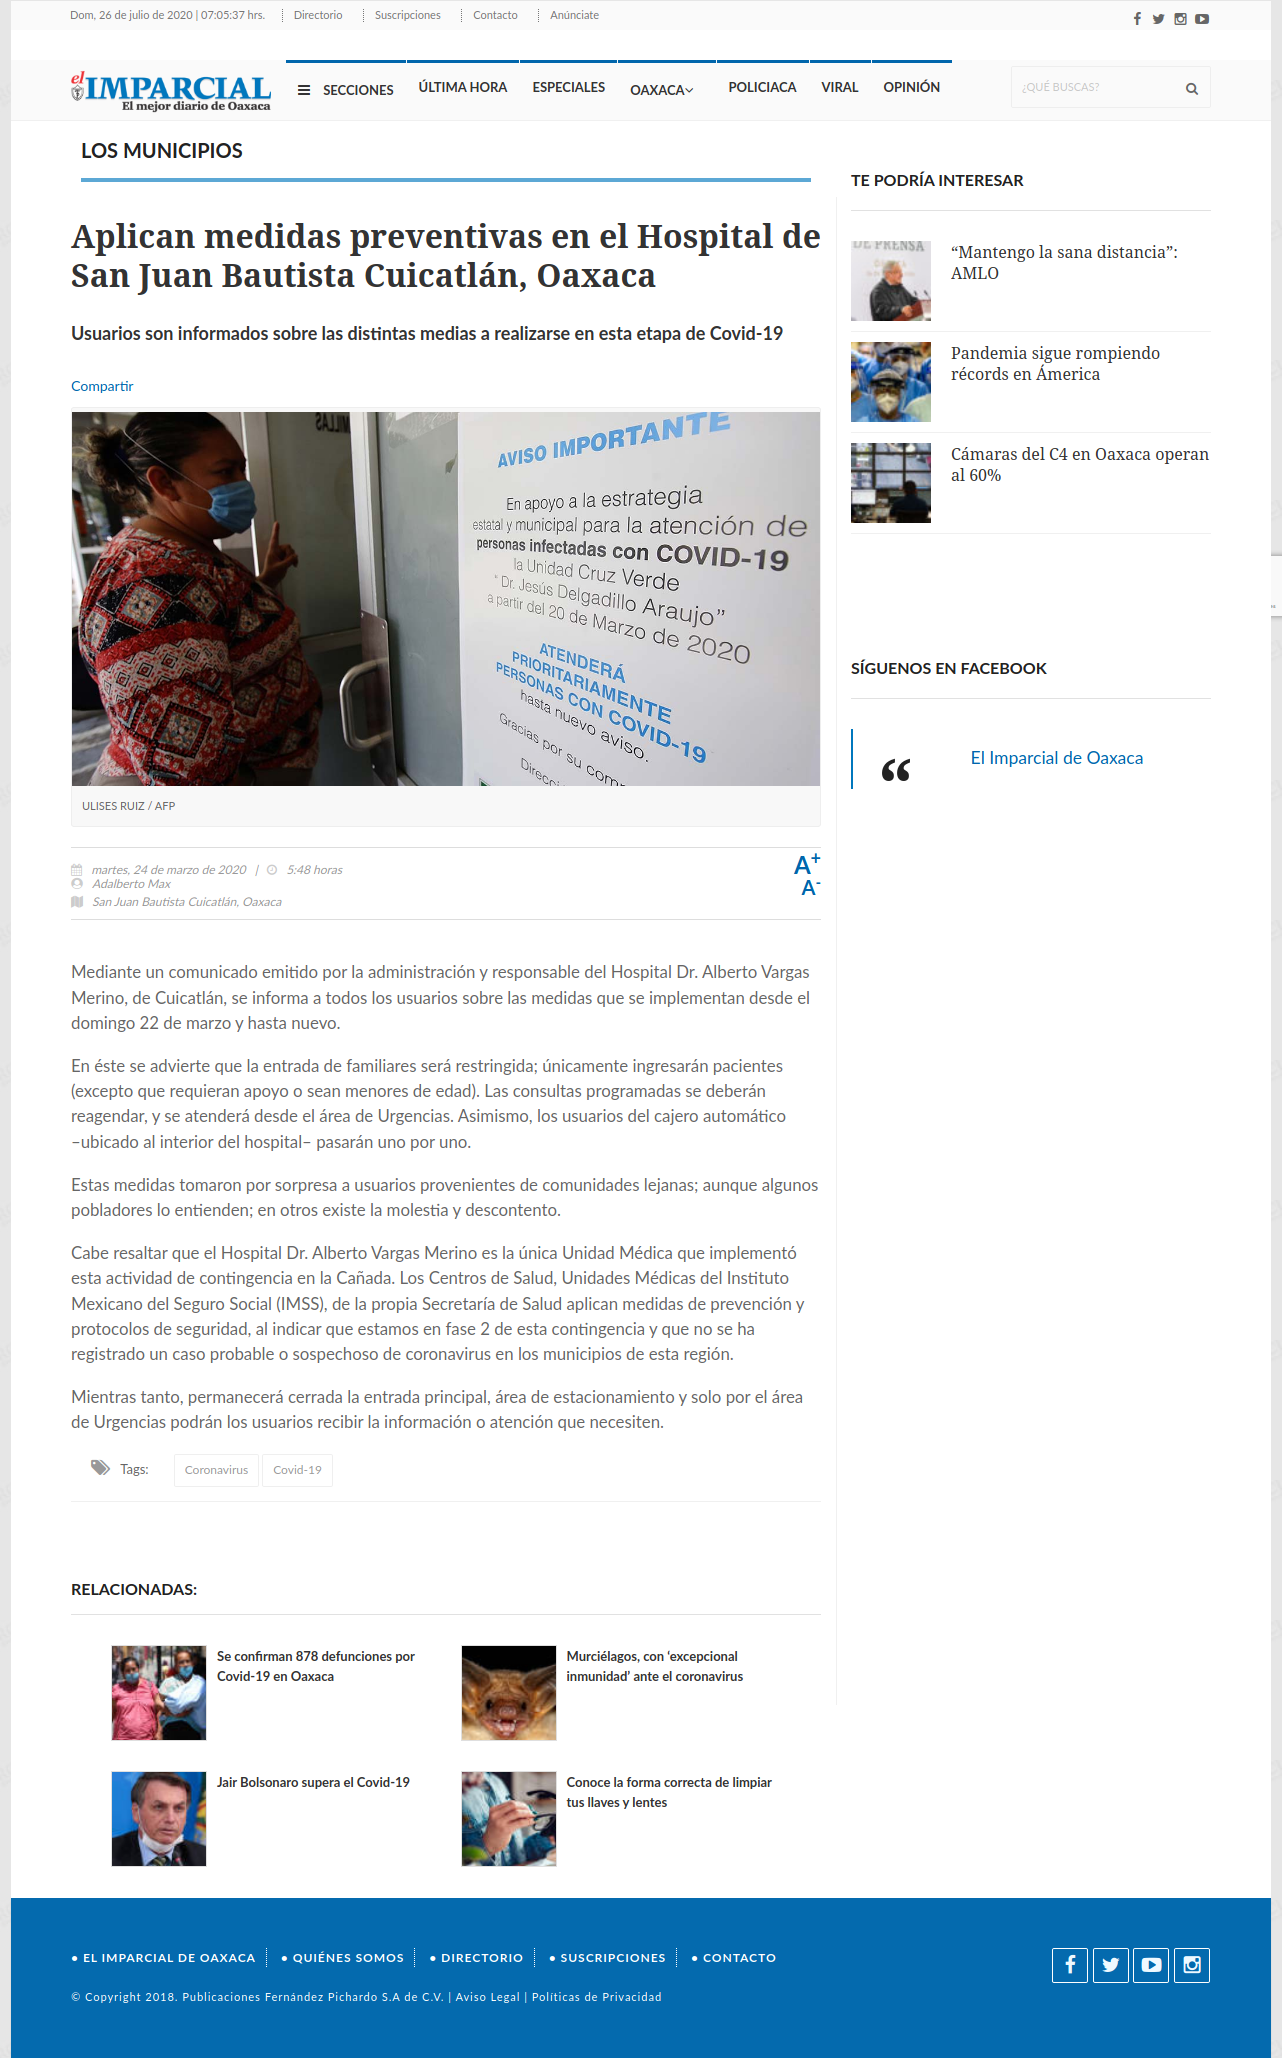 Dom, 26 de julio de 2020 | 07:05:37 hrs. Directorio Suscripciones Contacto Anúnciate
el IMPARCIAL
El mejor diario de Oaxaca
SECCIONES ÚLTIMA HORA ESPECIALES OAXACA POLICIACA VIRAL OPINIÓN
¿QUÉ BUSCAS?
LOS MUNICIPIOS
Aplican medidas preventivas en el Hospital de
San Juan Bautista Cuicatlán, Oaxaca
Usuarios son informados sobre las distintas medias a realizarse en esta etapa de Covid-19
Compartir
AVISO IMPORTANTE
En apoyo a la estrategia
estatal y municipal para la atención de
personas infectadas con COVID-19
la Unidad Cruz Verde
"Dr. Jesús Delgadillo Araujo"
a partir del 20 de Marzo de 2020
ATENDERÁ
PRIORITARIAMENTE
PERSONAS CON COVID-19
hasta nuevo aviso.
Gracias por su
ULISES RUIZ / AFP
martes, 24 de marzo de 2020 | 5:48 horas
Adalberto Max
San Juan Bautista Cuicatlán, Oaxaca
A+
A-
Mediante un comunicado emitido por la administración y responsable del Hospital Dr. Alberto Vargas
Merino, de Cuicatlán, se informa a todos los usuarios sobre las medidas que se implementan desde el
domingo 22 de marzo y hasta nuevo.
En éste se advierte que la entrada de familiares será restringida; únicamente ingresarán pacientes
(excepto que requieran apoyo o sean menores de edad). Las consultas programadas se deberán
reagendar, y se atenderá desde el área de Urgencias. Asimismo, los usuarios del cajero automático
–ubicado al interior del hospital– pasarán uno por uno.
Estas medidas tomaron por sorpresa a usuarios provenientes de comunidades lejanas; aunque algunos
pobladores lo entienden; en otros existe la molestia y descontento.
Cabe resaltar que el Hospital Dr. Alberto Vargas Merino es la única Unidad Médica que implementó
esta actividad de contingencia en la Cañada. Los Centros de Salud, Unidades Médicas del Instituto
Mexicano del Seguro Social (IMSS), de la propia Secretaría de Salud aplican medidas de prevención y
protocolos de seguridad, al indicar que estamos en fase 2 de esta contingencia y que no se ha
registrado un caso probable o sospechoso de coronavirus en los municipios de esta región.
Mientras tanto, permanecerá cerrada la entrada principal, área de estacionamiento y solo por el área
de Urgencias podrán los usuarios recibir la información o atención que necesiten.
Tags: Coronavirus Covid-19
RELACIONADAS:
Se confirman 878 defunciones por
Covid-19 en Oaxaca
Murciélagos, con ‘excepcional
inmunidad’ ante el coronavirus
Jair Bolsonaro supera el Covid-19
Conoce la forma correcta de limpiar
tus llaves y lentes
TE PODRÍA INTERESAR
DE PRENSA
“Mantengo la sana distancia”:
AMLO
Pandemia sigue rompiendo
récords en América
Cámaras del C4 en Oaxaca operan
al 60%
SÍGUENOS EN FACEBOOK
“ El Imparcial de Oaxaca
● EL IMPARCIAL DE OAXACA ● QUIÉNES SOMOS ● DIRECTORIO ● SUSCRIPCIONES ● CONTACTO
© Copyright 2018. Publicaciones Fernández Pichardo S.A de C.V. | Aviso Legal | Políticas de Privacidad